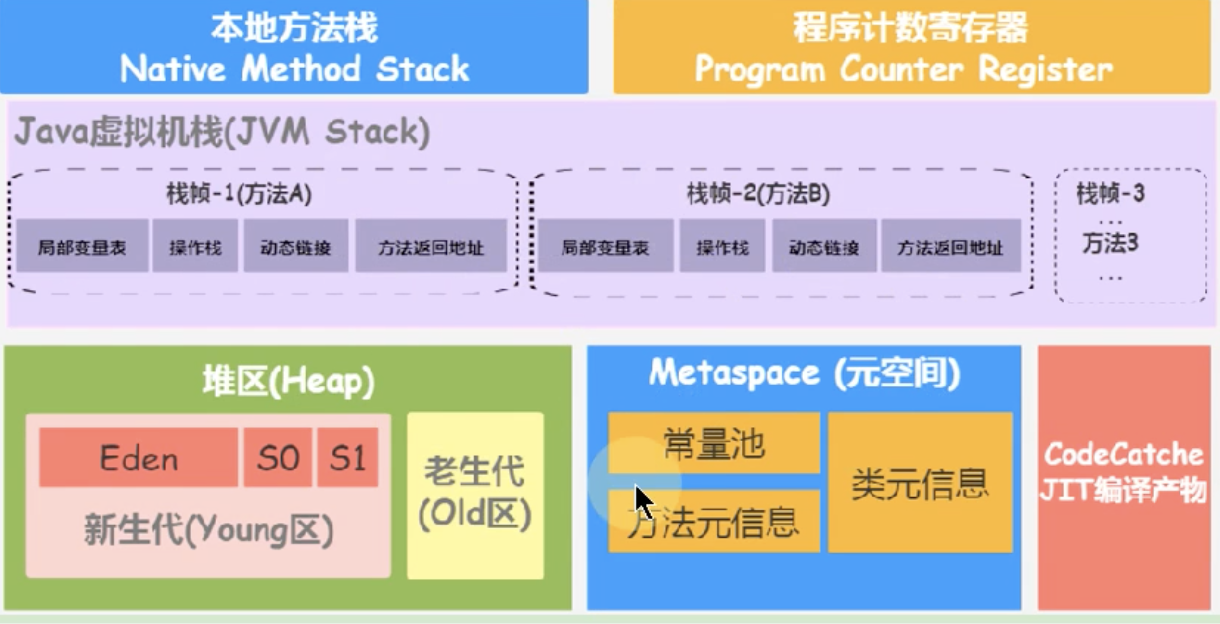 本地方法栈
Native Method Stack
程序计数寄存器
Program Counter Register
Java虚拟机栈(JVM Stack)
栈帧-1(方法A)
局部变量表
操作栈
动态链接
方法返回地址
栈帧-2(方法B)
局部变量表
操作栈
动态链接
方法返回地址
栈帧-3
...
方法3
...
堆区(Heap)
Eden
S0
S1
新生代(Young区)
老生代
(Old区)
Metaspace (元空间)
常量池
方法元信息
类元信息
CodeCatche
JIT编译产物